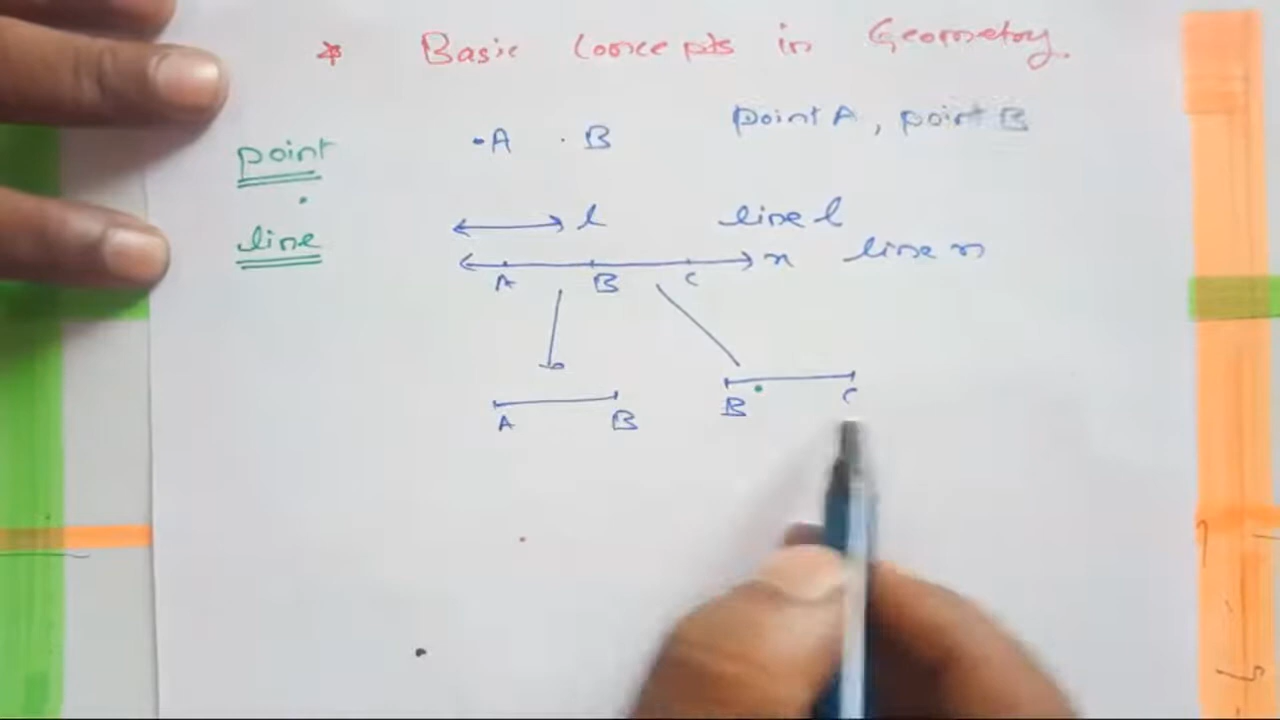 * Basic Concepts in Geometry.
point •A . B point A, point B
line l line l
A B C n line n
A B B C